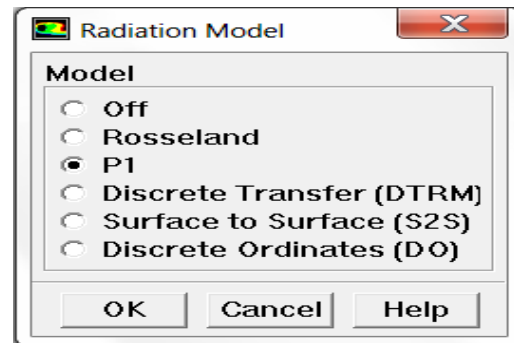 Radiation Model
Model
Off
Rosseland
P1
Discrete Transfer (DTRM)
Surface to Surface (S2S)
Discrete Ordinates (DO)
OK Cancel Help